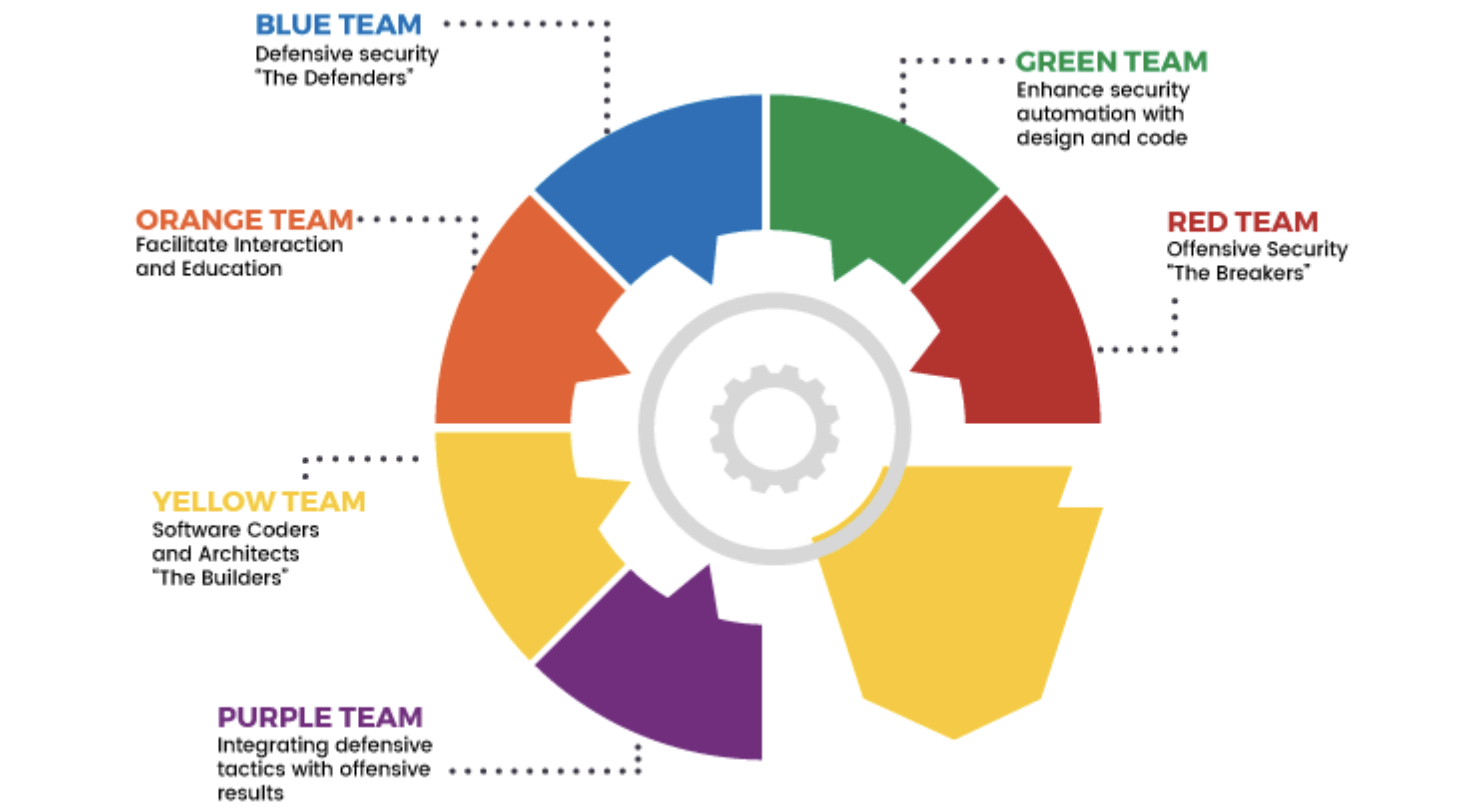 BLUE TEAM
Defensive security
"The Defenders"
GREEN TEAM
Enhance security
automation with
design and code
ORANGE TEAM
Facilitate Interaction
and Education
RED TEAM
Offensive Security
"The Breakers"
YELLOW TEAM
Software Coders
and Architects
"The Builders"
PURPLE TEAM
Integrating defensive
tactics with offensive
results